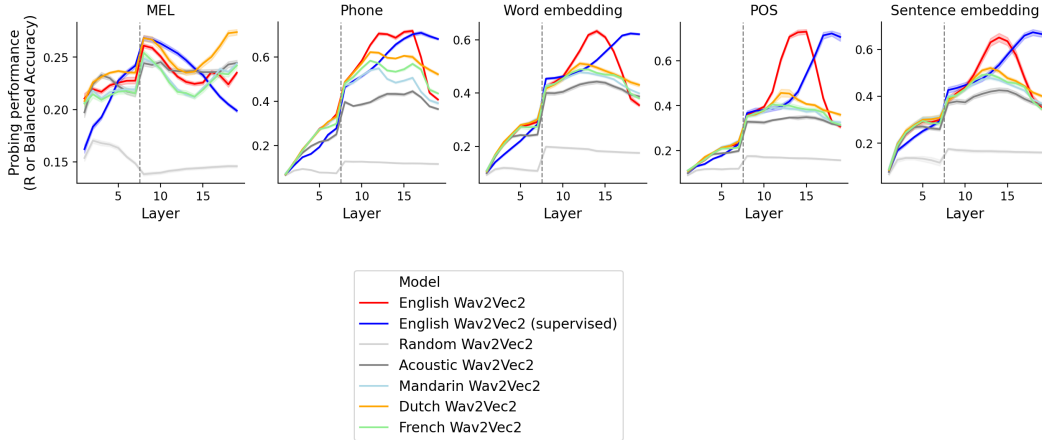 MEL
Phone
Word embedding
POS
Sentence embedding
Probing performance
(R or Balanced Accuracy)
0.25
0.20
0.15
0.6
0.4
0.2
0.6
0.4
0.2
0.6
0.4
0.2
0.6
0.4
0.2
5 10 15
5 10 15
5 10 15
5 10 15
5 10 15
Layer
Layer
Layer
Layer
Layer
Model
English Wav2Vec2
English Wav2Vec2 (supervised)
Random Wav2Vec2
Acoustic Wav2Vec2
Mandarin Wav2Vec2
Dutch Wav2Vec2
French Wav2Vec2